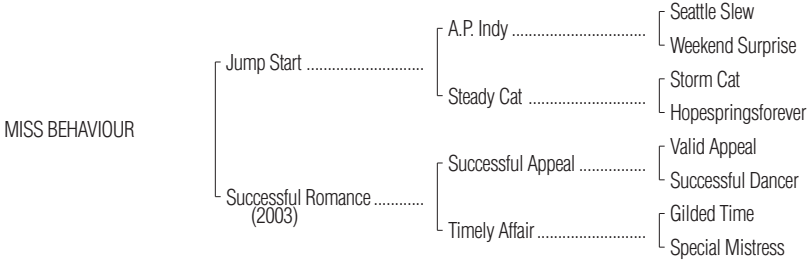 Seattle Slew
A.P. Indy ..............................
Weekend Surprise
Jump Start ..........................
Storm Cat
Steady Cat ..........................
Hopespringsforever
MISS BEHAVIOUR
Valid Appeal
Successful Appeal ...............
Successful Dancer
Successful Romance ...........
(2003)
Gilded Time
Timely Affair ........................
Special Mistress